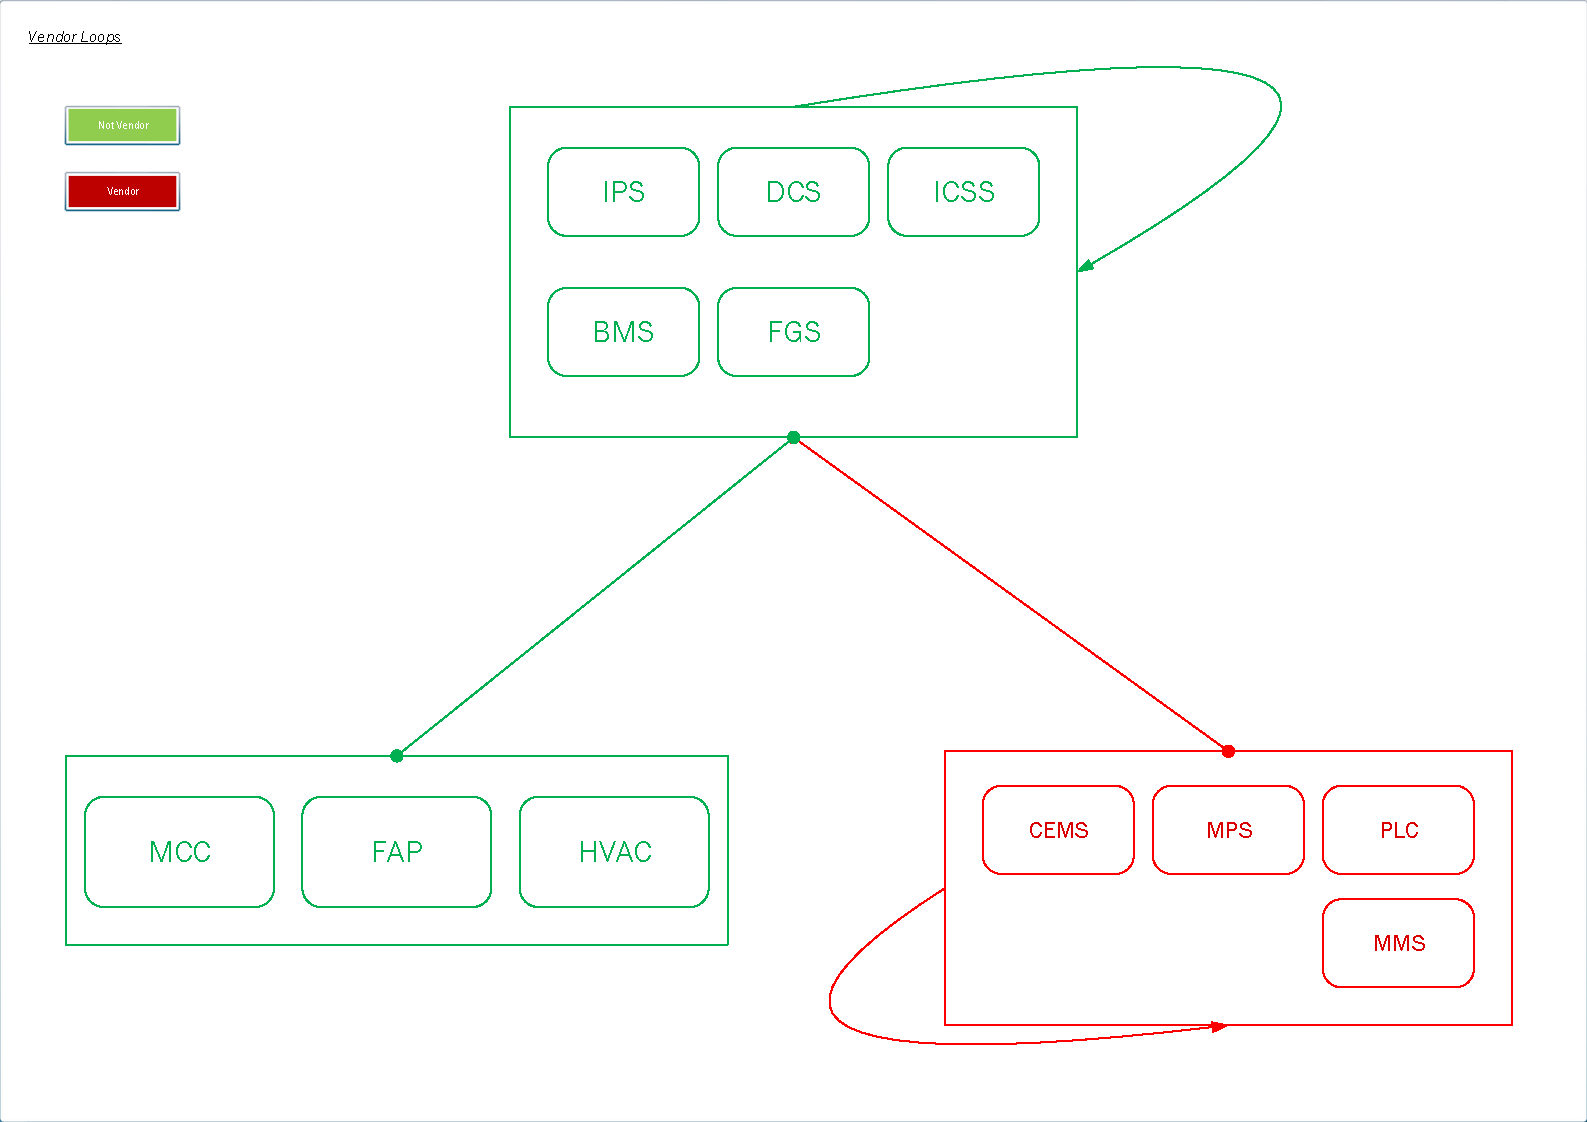 Vendor Loops
Not Vendor
Vendor
IPS
DCS
ICSS
BMS
FGS
MCC
FAP
HVAC
CEMS
MPS
PLC
MMS